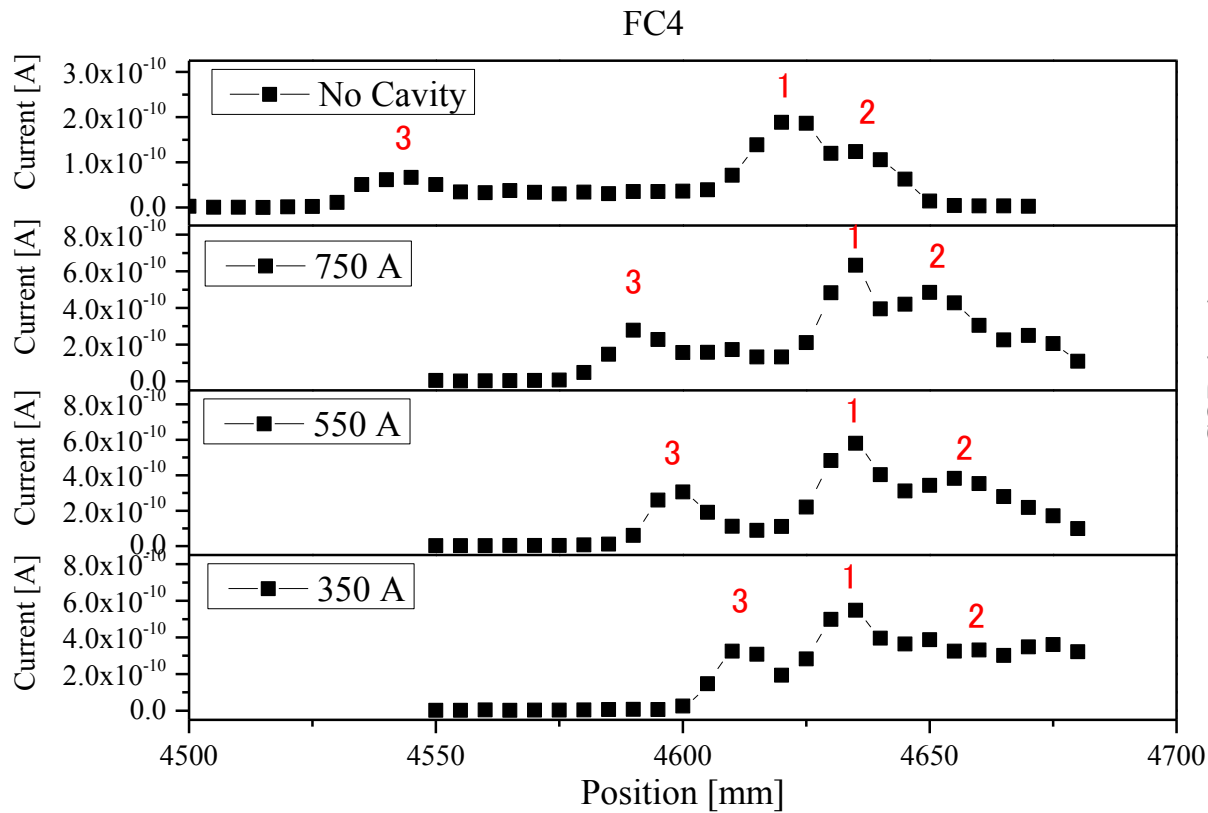 FC4
Current [A]
3.0x10⁻¹⁰
2.0x10⁻¹⁰
1.0x10⁻¹⁰
0.0
No Cavity
3
1
2
Current [A]
8.0x10⁻¹⁰
6.0x10⁻¹⁰
4.0x10⁻¹⁰
2.0x10⁻¹⁰
0.0
750 A
3
1
2
Current [A]
8.0x10⁻¹⁰
6.0x10⁻¹⁰
4.0x10⁻¹⁰
2.0x10⁻¹⁰
0.0
550 A
3
1
2
Current [A]
8.0x10⁻¹⁰
6.0x10⁻¹⁰
4.0x10⁻¹⁰
2.0x10⁻¹⁰
0.0
350 A
3
1
2
4500 4550 4600 4650 4700
Position [mm]